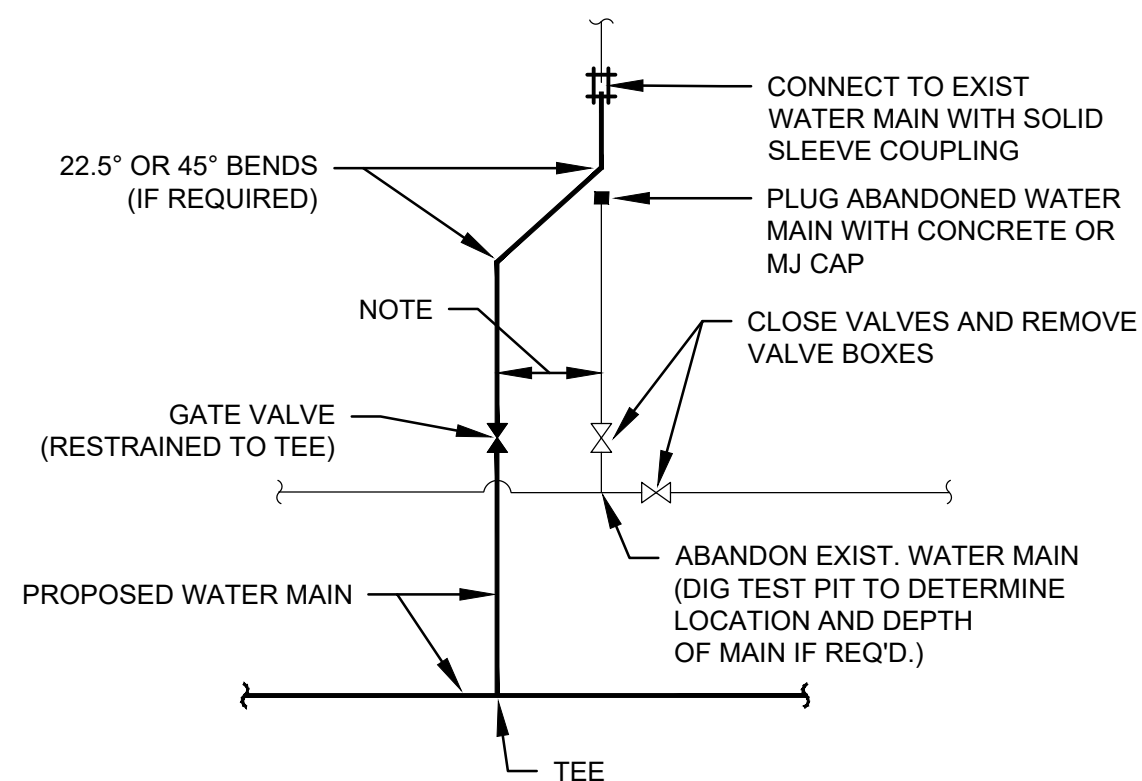 CONNECT TO EXIST
WATER MAIN WITH SOLID
SLEEVE COUPLING
22.5° OR 45° BENDS
(IF REQUIRED)
PLUG ABANDONED WATER
MAIN WITH CONCRETE OR
MJ CAP
NOTE
CLOSE VALVES AND REMOVE
VALVE BOXES
GATE VALVE
(RESTRAINED TO TEE)
ABANDON EXIST. WATER MAIN
(DIG TEST PIT TO DETERMINE
LOCATION AND DEPTH
OF MAIN IF REQ'D.)
PROPOSED WATER MAIN
TEE